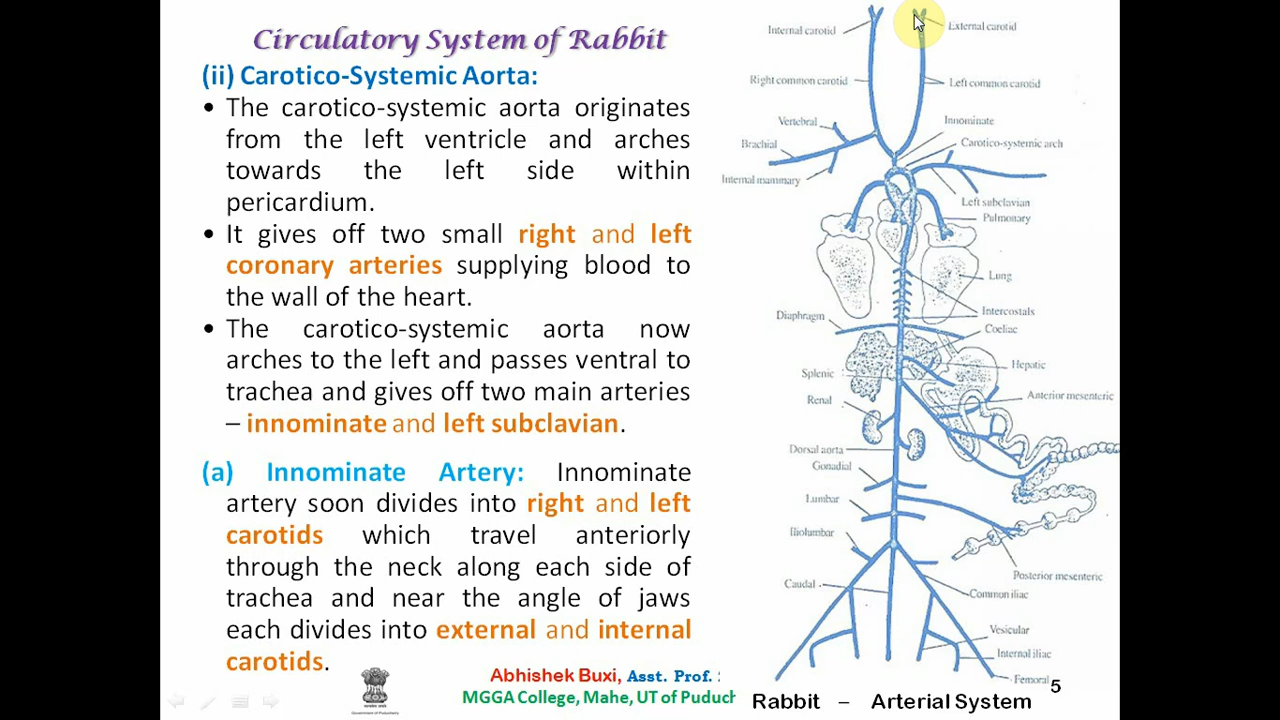 Circulatory System of Rabbit
(ii) Carotico-Systemic Aorta:
• The carotico-systemic aorta originates
from the left ventricle and arches
towards the left side within
pericardium.
• It gives off two small right and left
coronary arteries supplying blood to
the wall of the heart.
• The carotico-systemic aorta now
arches to the left and passes ventral to
trachea and gives off two main arteries
– innominate and left subclavian.
(a) Innominate Artery: Innominate
artery soon divides into right and left
carotids which travel anteriorly
through the neck along each side of
trachea and near the angle of jaws
each divides into external and internal
carotids.
Internal carotid
External carotid
Right common carotid
Left common carotid
Vertebral
Innominate
Brachial
Carotico-systemic arch
Internal mammary
Left subclavian
Pulmonary
Lung
Intercostals
Diaphragm
Coeliac
Hepatic
Splenic
Anterior mesenteric
Renal
Dorsal aorta
Gonadial
Lumbar
Iliolumbar
Posterior mesenteric
Caudal
Common iliac
Vesicular
Internal iliac
Femoral
5
Abhishek Buxi, Asst. Prof.
MGGA College, Mahe, UT of Puduch
Rabbit – Arterial System